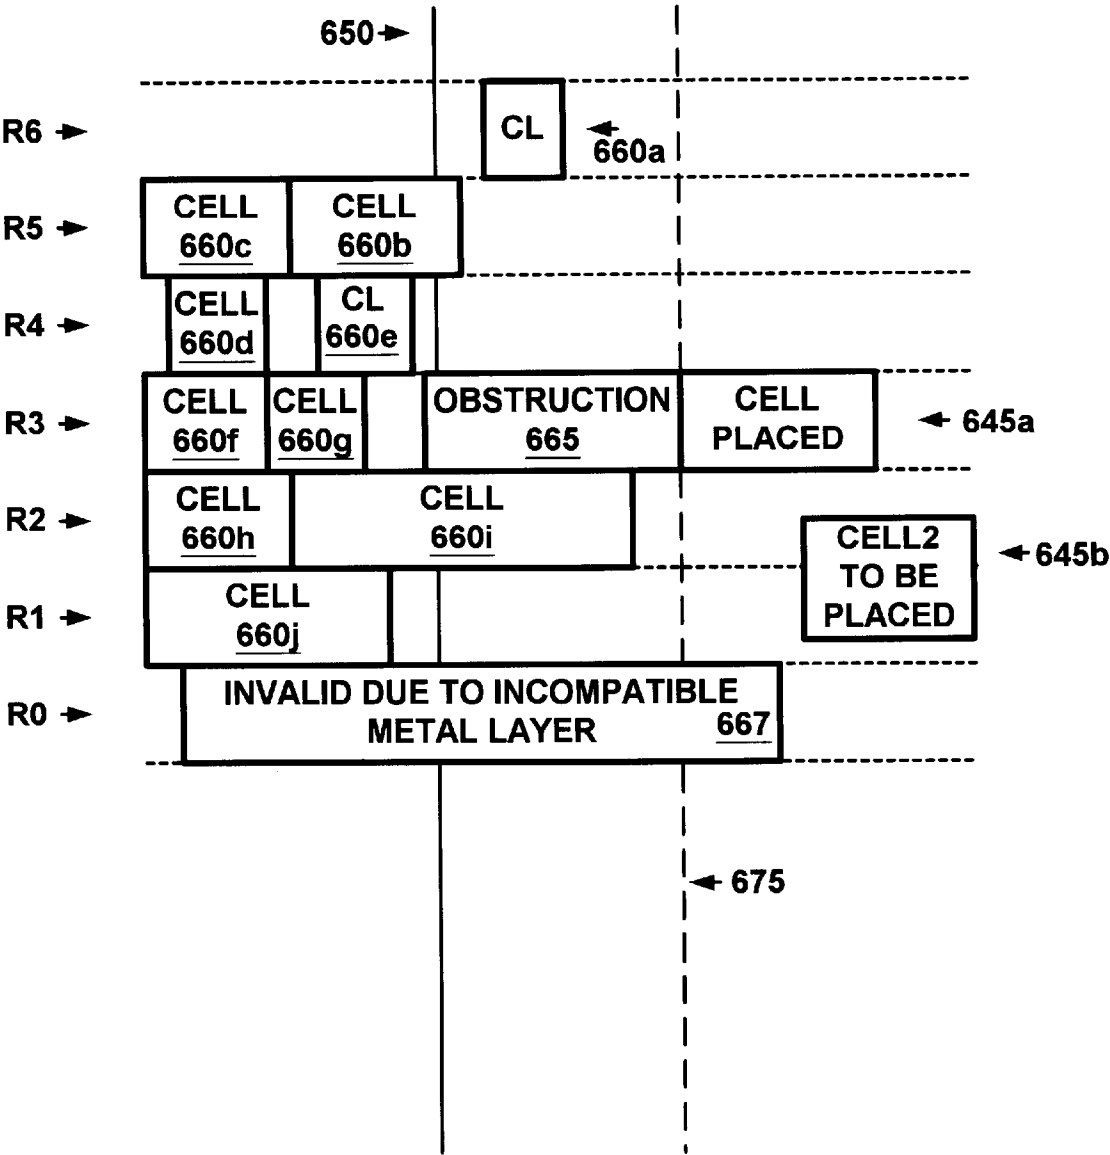 650
R6
CL
660a
R5
CELL
660c
CELL
660b
R4
CELL
660d
CL
660e
R3
CELL
660f
CELL
660g
OBSTRUCTION
665
CELL
PLACED
645a
R2
CELL
660h
CELL
660i
CELL2
TO BE
PLACED
645b
R1
CELL
660j
R0
INVALID DUE TO INCOMPATIBLE
METAL LAYER
667
675